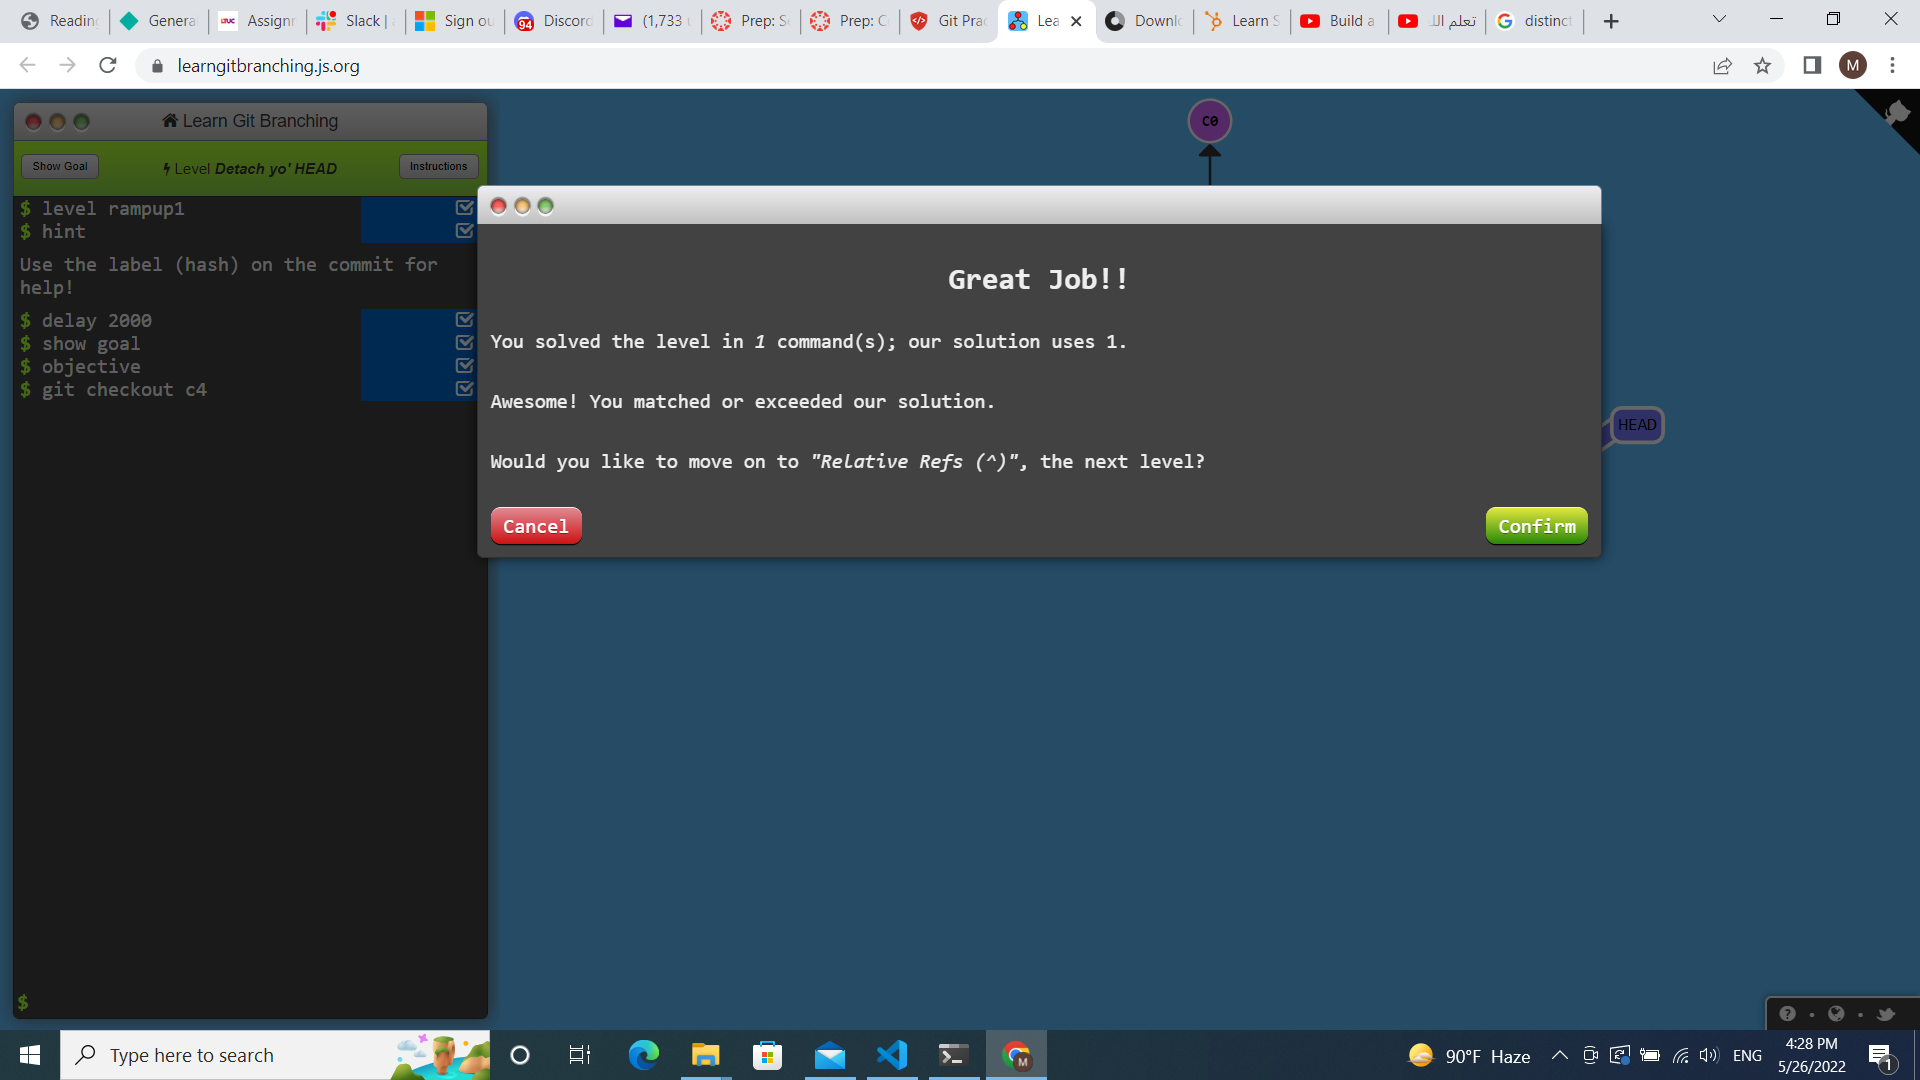 Reading
Genera
LTUC Assignm
Slack |
Sign ou
94 Discord
(1,733 u
Prep: Se
Prep: C
Git Prac
Lea
Downl
Learn S
Build a
تعلم الل
distinct
learngitbranching.js.org
M
Learn Git Branching
Show Goal
Level Detach yo' HEAD
Instructions
$ level rampup1
$ hint
Use the label (hash) on the commit for
help!
$ delay 2000
$ show goal
$ objective
$ git checkout c4
$
C0
HEAD
Great Job!!
You solved the level in 1 command(s); our solution uses 1.
Awesome! You matched or exceeded our solution.
Would you like to move on to "Relative Refs (^)", the next level?
Cancel
Confirm
Type here to search
M
90°F Haze
ENG
4:28 PM
5/26/2022
1